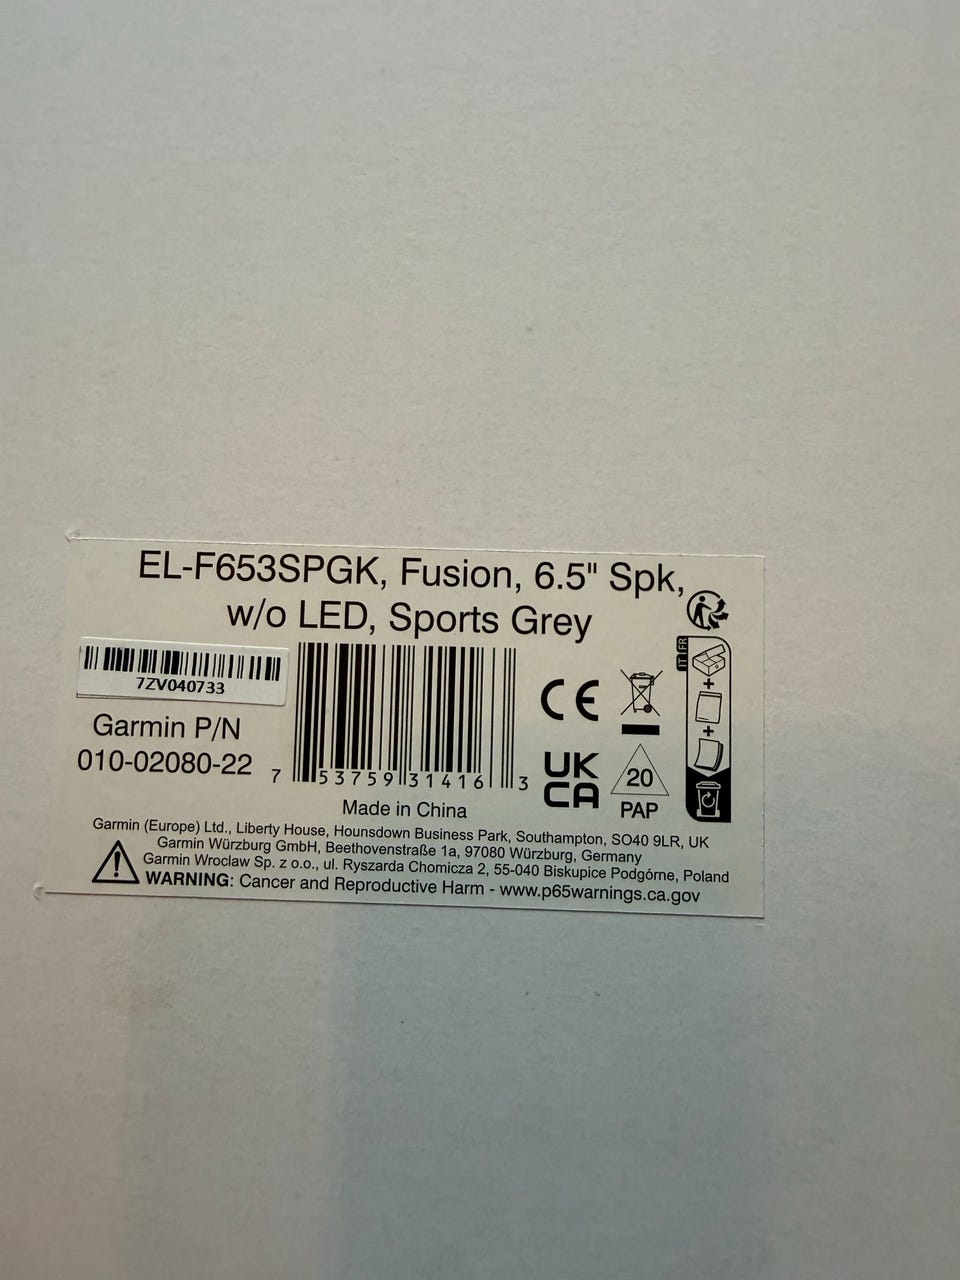 EL-F653SPGK, Fusion, 6.5" Spk,
w/o LED, Sports Grey
7ZV040733
Garmin P/N
010-02080-22
7 53759 31416 3
CE
UK
CA
20
PAP
IT FR
+
+
Made in China
Garmin (Europe) Ltd., Liberty House, Hounsdown Business Park, Southampton, SO40 9LR, UK
Garmin Würzburg GmbH, Beethovenstraße 1a, 97080 Würzburg, Germany
Garmin Wroclaw Sp. z o.o., ul. Ryszarda Chomicza 2, 55-040 Biskupice Podgórne, Poland
WARNING: Cancer and Reproductive Harm - www.p65warnings.ca.gov